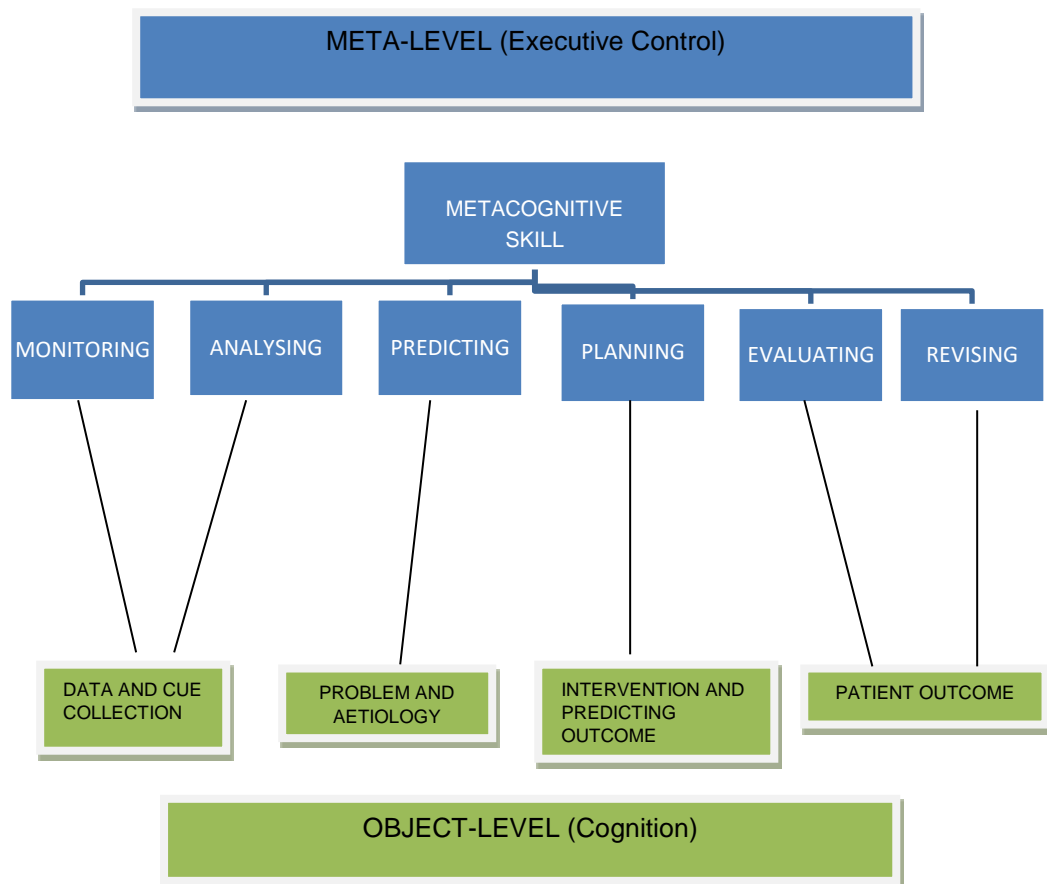 META-LEVEL (Executive Control)
METACOGNITIVE
SKILL
MONITORING
ANALYSING
PREDICTING
PLANNING
EVALUATING
REVISING
DATA AND CUE
COLLECTION
PROBLEM AND
AETIOLOGY
INTERVENTION AND
PREDICTING
OUTCOME
PATIENT OUTCOME
OBJECT-LEVEL (Cognition)